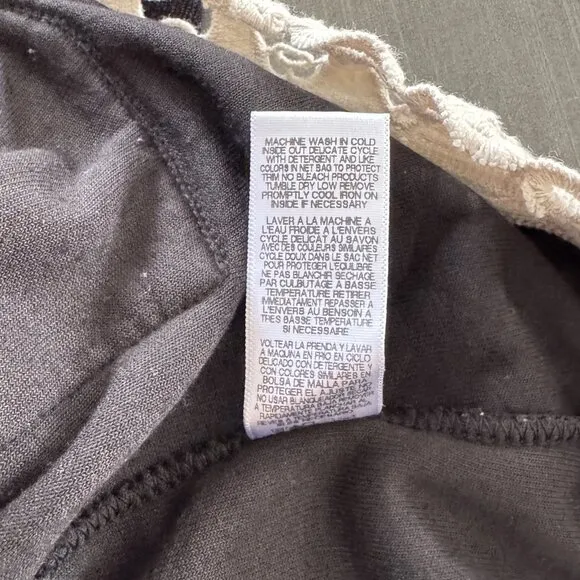 MACHINE WASH IN COLD
INSIDE OUT DELICATE CYCLE
WITH DETERGENT AND LIKE
COLORS IN NET SAG TO PROTECT
TRIM NO BLEACH PRODUCTS
TUMBLE DRY LOW REMOVE
PROMPTLY COOL IRON ON
INSIDE IF NECESSARY
LAVER A LA MACHINE A
L'EAU FROIDE A L'ENVERS
CYCLE DELICAT AU SAVON
AVEC DES COULEURS SIMILAIRES
CYCLE DOUX DANS LE SAC NET
POUR PROTEGER L'EQUILBRE
NE PAS BLANCHIR SECHAGE
PAR CULBUTAGE A BASSE
TEMPERATURE RETIRER
IMMEDIATAMENT REPASSER A
L'ENVERS AU BENSOIN A
TRES BASSE TEMPERATURE
SI NECESSAIRE
VOLTEAR LA PRENDA Y LAVAR
A MAQUINA EN FRIO EN CICLO
DELICADO CON DETERGENTE Y
CON COLORES SIMILARES EN
BOLSA DE MALLA PARA
PROTEGER EL
NO USAR
A TEMPERATURA